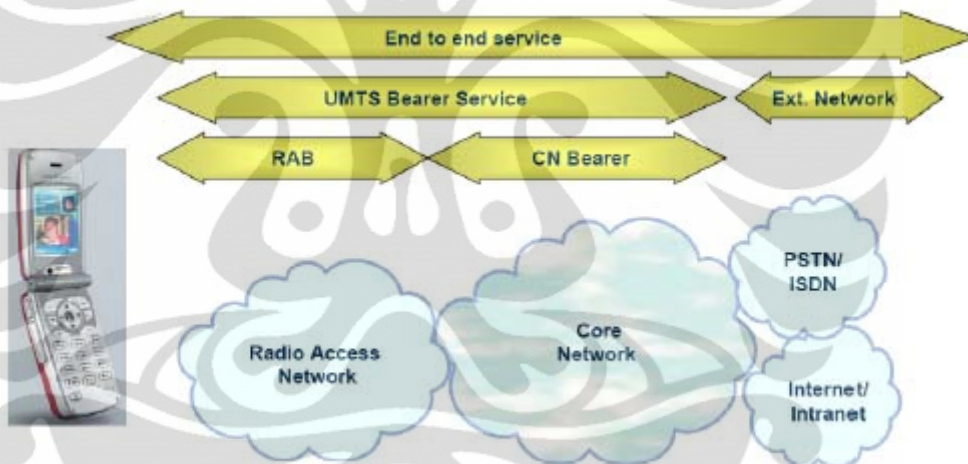 End to end service
UMTS Bearer Service
Ext. Network
RAB
CN Bearer
PSTN/
ISDN
Radio Access
Network
Core
Network
Internet/
Intranet